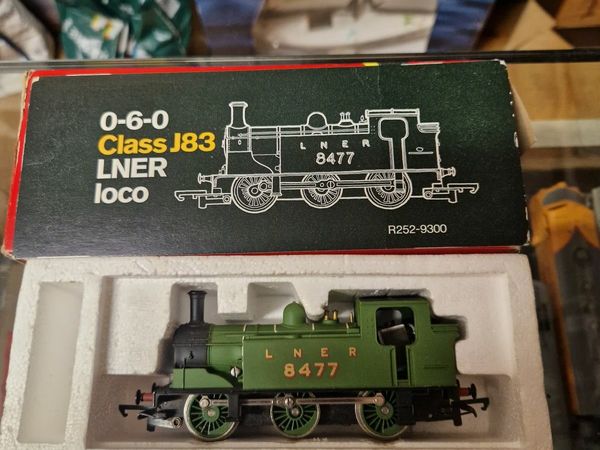 0-6-0
Class J83
LNER
loco
L N E R
8477
R252-9300
L N E R
8477